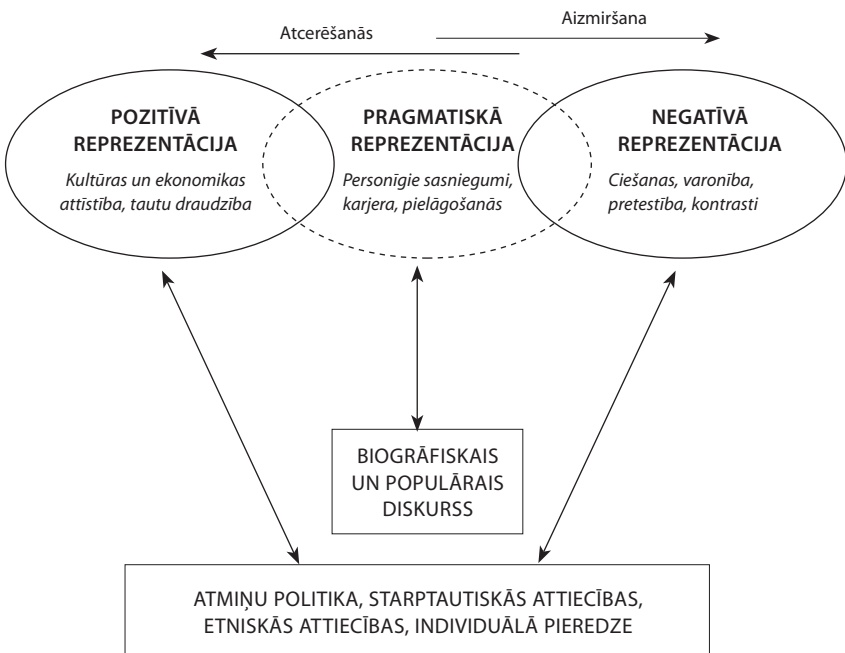 Atcerēšanās
Aizmiršana
POZITĪVĀ
REPREZENTĀCIJA
Kultūras un ekonomikas
attīstība, tautu draudzība
PRAGMATISKĀ
REPREZENTĀCIJA
Personīgie sasniegumi,
karjera, pielāgošanās
NEGATĪVĀ
REPREZENTĀCIJA
Ciešanas, varonība,
pretestība, kontrasti
BIOGRĀFISKAIS
UN POPULĀRAIS
DISKURSS
ATMIŅU POLITIKA, STARPTAUTISKĀS ATTIECĪBAS,
ETNISKĀS ATTIECĪBAS, INDIVIDUĀLĀ PIEREDZE